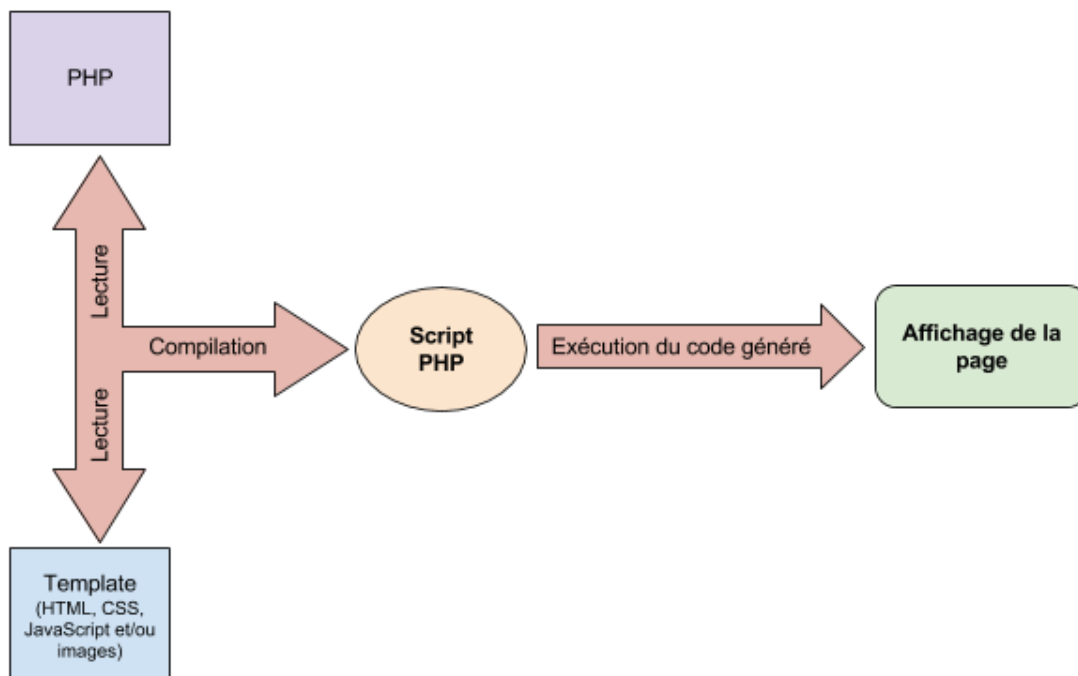 PHP
Lecture
Compilation
Script
PHP
Exécution du code généré
Affichage de la
page
Lecture
Template
(HTML, CSS,
JavaScript et/ou
images)